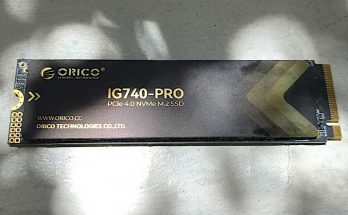 ORICO
IG740-PRO
PCIe 4.0 NVMe M.2 SSD
WWW.ORICO.CC
ORICO TECHNOLOGIES CO.,LTD.